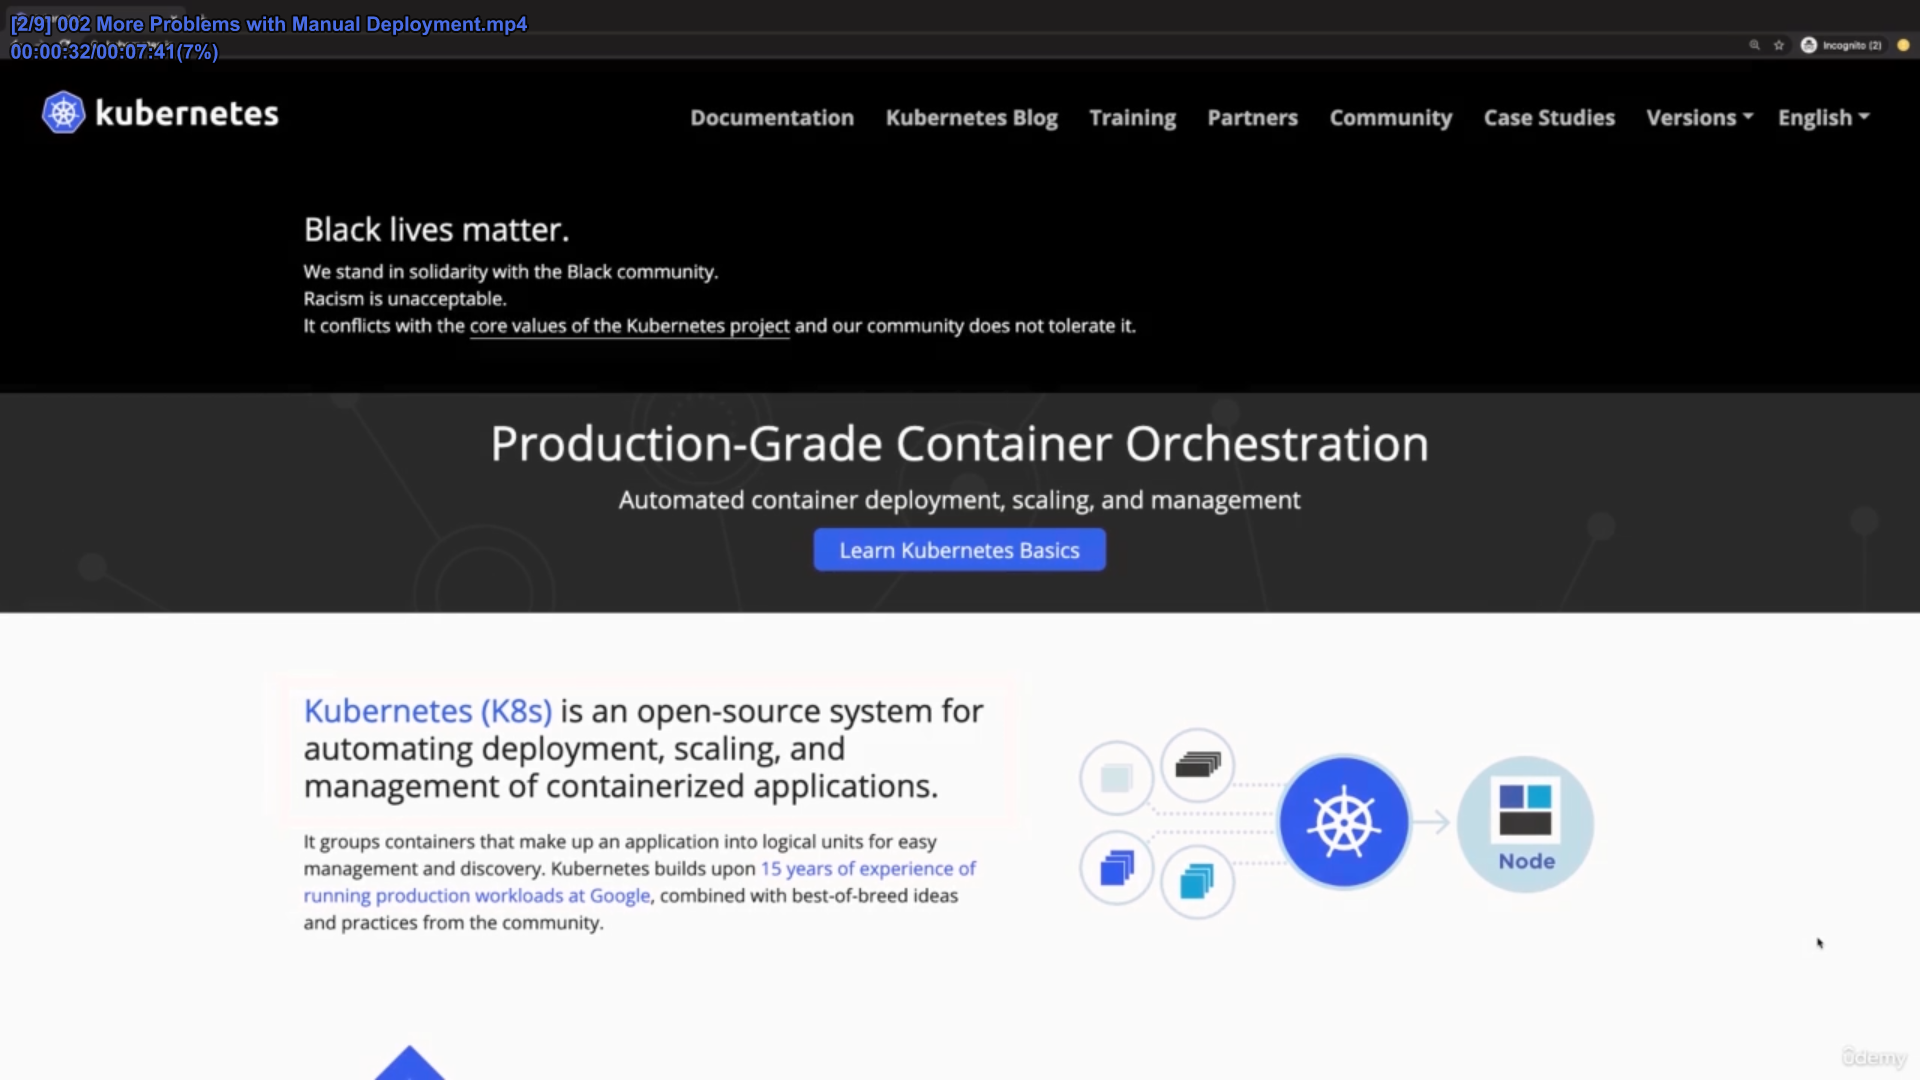 [2/9] 002 More Problems with Manual Deployment.mp4
00:00:32/00:07:41(7%)
Incognito (2)
kubernetes
Documentation Kubernetes Blog Training Partners Community Case Studies Versions English
Black lives matter.
We stand in solidarity with the Black community.
Racism is unacceptable.
It conflicts with the core values of the Kubernetes project and our community does not tolerate it.
Production-Grade Container Orchestration
Automated container deployment, scaling, and management
Learn Kubernetes Basics
Kubernetes (K8s) is an open-source system for
automating deployment, scaling, and
management of containerized applications.
It groups containers that make up an application into logical units for easy
management and discovery. Kubernetes builds upon 15 years of experience of
running production workloads at Google, combined with best-of-breed ideas
and practices from the community.
Node
ûdemy